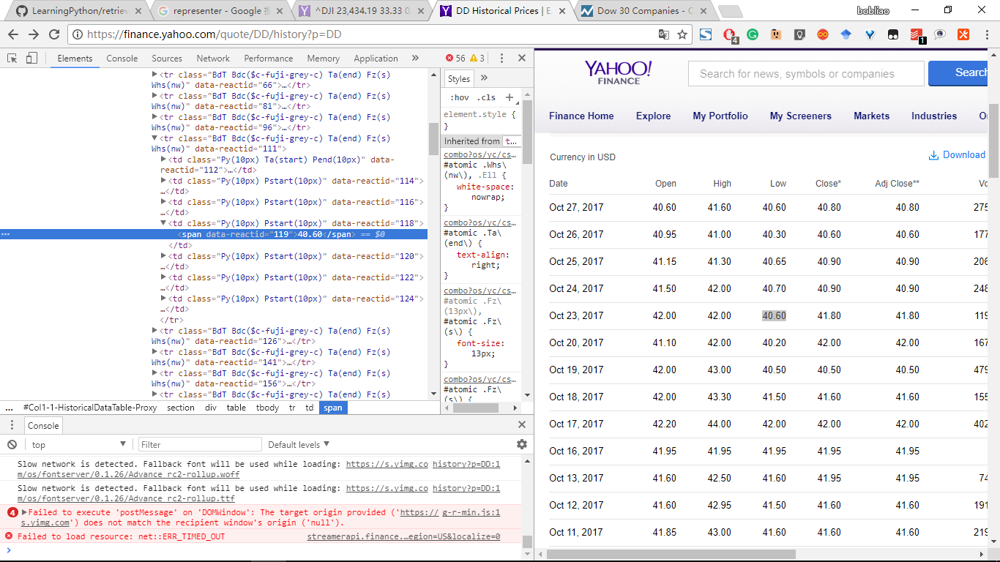 LearningPython/retriev
representer - Google 搜
^DJI 23,434.19 33.33 0
DD Historical Prices | E
Dow 30 Companies - C
bobliao
https://finance.yahoo.com/quote/DD/history?p=DD
4
1
Elements Console Sources Network Performance Memory Application » 56 3
<tr class="BdT Bdc($c-fuji-grey-c) Ta(end) Fz(s)
Whs(nw)" data-reactid="66">…</tr>
<tr class="BdT Bdc($c-fuji-grey-c) Ta(end) Fz(s)
Whs(nw)" data-reactid="81">…</tr>
<tr class="BdT Bdc($c-fuji-grey-c) Ta(end) Fz(s)
Whs(nw)" data-reactid="96">…</tr>
<tr class="BdT Bdc($c-fuji-grey-c) Ta(end) Fz(s)
Whs(nw)" data-reactid="111">
<td class="Py(10px) Ta(start) Pend(10px)" data-
reactid="112">…</td>
<td class="Py(10px) Pstart(10px)" data-reactid="114">
…</td>
<td class="Py(10px) Pstart(10px)" data-reactid="116">
…</td>
<td class="Py(10px) Pstart(10px)" data-reactid="118">
<span data-reactid="119">40.60</span> == $0
</td>
<td class="Py(10px) Pstart(10px)" data-reactid="120">
…</td>
<td class="Py(10px) Pstart(10px)" data-reactid="122">
…</td>
<td class="Py(10px) Pstart(10px)" data-reactid="124">
…</td>
</tr>
<tr class="BdT Bdc($c-fuji-grey-c) Ta(end) Fz(s)
Whs(nw)" data-reactid="126">…</tr>
<tr class="BdT Bdc($c-fuji-grey-c) Ta(end) Fz(s)
Whs(nw)" data-reactid="141">…</tr>
<tr class="BdT Bdc($c-fuji-grey-c) Ta(end) Fz(s)
Whs(nw)" data-reactid="156">…</tr>
<tr class="BdT Bdc($c-fuji-grey-c) Ta(end) Fz(s)
... #Col1-1-HistoricalDataTable-Proxy section div table tbody tr td span
Styles »
:hov .cls +
element.style {
}
Inherited from t…
combo?os/yc/cs…
#atomic .Whs\
(nw\), .Ell {
white-space:
nowrap;
}
combo?os/yc/cs…
#atomic .Ta\
(end\) {
text-align:
right;
}
combo?os/yc/cs…
#atomic .Fz\
(13px\),
#atomic .Fz\
(s\) {
font-size:
13px;
}
combo?os/yc/cs…
#atomic .Fz\
(s\) {
Console
top Filter Default levels
Slow network is detected. Fallback font will be used while loading: https://s.yimg.co history?p=DD:1
m/os/fontserver/0.1.26/Advance_rc2-rollup.woff
Slow network is detected. Fallback font will be used while loading: https://s.yimg.co history?p=DD:1
m/os/fontserver/0.1.26/Advance_rc2-rollup.ttf
4 Failed to execute 'postMessage' on 'DOMWindow': The target origin provided ('https:// g-r-min.js:1
s.yimg.com') does not match the recipient window's origin ('null').
Failed to load resource: net::ERR_TIMED_OUT streamerapi.finance.…egion=US&localize=0
>
YAHOO!
FINANCE
Search for news, symbols or companies
Search
Finance Home Explore My Portfolio My Screeners Markets Industries O
Currency in USD
Download
Date Open High Low Close* Adj Close** Vo
Oct 27, 2017 40.60 41.60 40.60 40.80 40.80 275
Oct 26, 2017 40.95 41.00 40.30 40.60 40.60 177
Oct 25, 2017 41.15 41.30 40.65 40.90 40.90 206
Oct 24, 2017 41.50 42.00 40.70 40.90 40.90 248
Oct 23, 2017 42.00 42.00 40.60 41.80 41.80 119
Oct 20, 2017 41.10 42.00 40.20 42.00 42.00 167
Oct 19, 2017 42.00 43.00 40.50 40.50 40.50 479
Oct 18, 2017 42.00 43.30 41.50 41.60 41.60 155
Oct 17, 2017 42.20 44.00 42.00 42.00 42.00 402
Oct 16, 2017 41.95 41.95 41.95 41.95 41.95
Oct 13, 2017 41.60 42.50 41.60 41.95 41.95 74
Oct 12, 2017 41.60 42.95 41.50 41.60 41.60 191
Oct 11, 2017 41.85 43.00 41.60 41.60 41.60 219